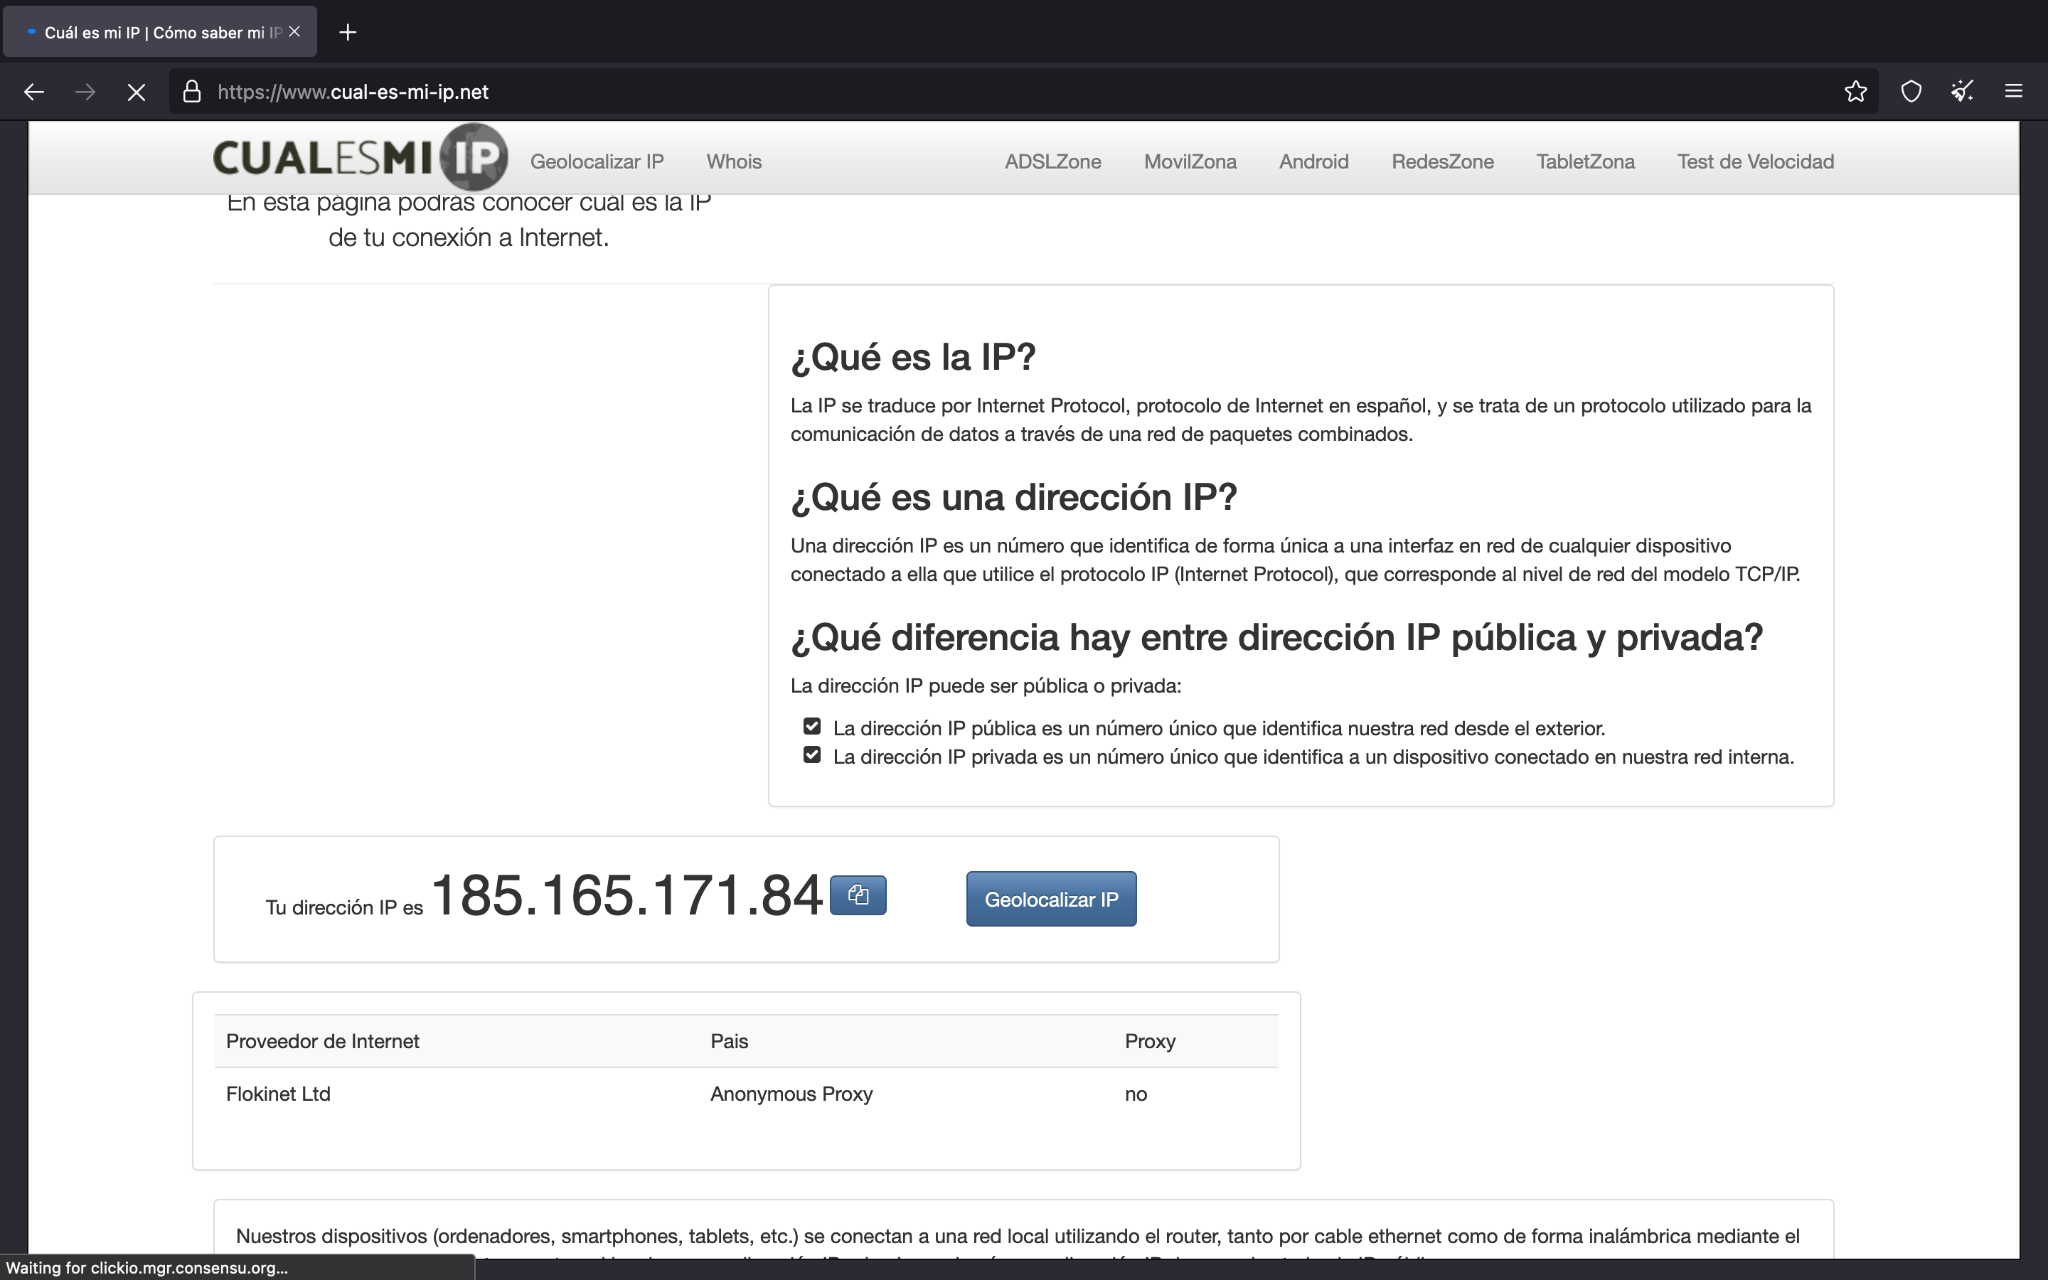 Cuál es mi IP | Cómo saber mi IP
https://www.cual-es-mi-ip.net
CUALESMI IP
Geolocalizar IP
Whois
ADSLZone
MovilZona
Android
RedesZone
TabletZona
Test de Velocidad
En esta página podrás conocer cuál es la IP
de tu conexión a Internet.
¿Qué es la IP?
La IP se traduce por Internet Protocol, protocolo de Internet en español, y se trata de un protocolo utilizado para la
comunicación de datos a través de una red de paquetes combinados.
¿Qué es una dirección IP?
Una dirección IP es un número que identifica de forma única a una interfaz en red de cualquier dispositivo
conectado a ella que utilice el protocolo IP (Internet Protocol), que corresponde al nivel de red del modelo TCP/IP.
¿Qué diferencia hay entre dirección IP pública y privada?
La dirección IP puede ser pública o privada:
La dirección IP pública es un número único que identifica nuestra red desde el exterior.
La dirección IP privada es un número único que identifica a un dispositivo conectado en nuestra red interna.
Tu dirección IP es 185.165.171.84
Geolocalizar IP
Proveedor de Internet
Pais
Proxy
Flokinet Ltd
Anonymous Proxy
no
Nuestros dispositivos (ordenadores, smartphones, tablets, etc.) se conectan a una red local utilizando el router, tanto por cable ethernet como de forma inalámbrica mediante el
Waiting for clickio.mgr.consensu.org...